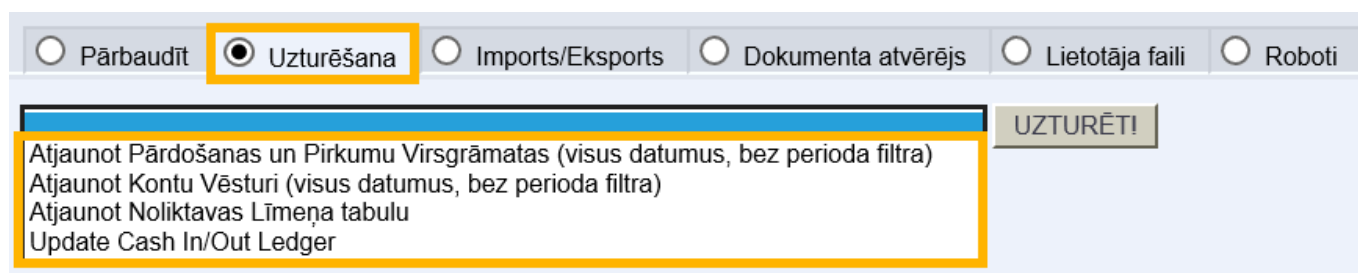 Pārbaudīt Uzturēšana Imports/Eksports Dokumenta atvērējs Lietotāja faili Roboti
UZTURĒT!
Atjaunot Pārdošanas un Pirkumu Virsgrāmatas (visus datumus, bez perioda filtra)
Atjaunot Kontu Vēsturi (visus datumus, bez perioda filtra)
Atjaunot Noliktavas Līmeņa tabulu
Update Cash In/Out Ledger